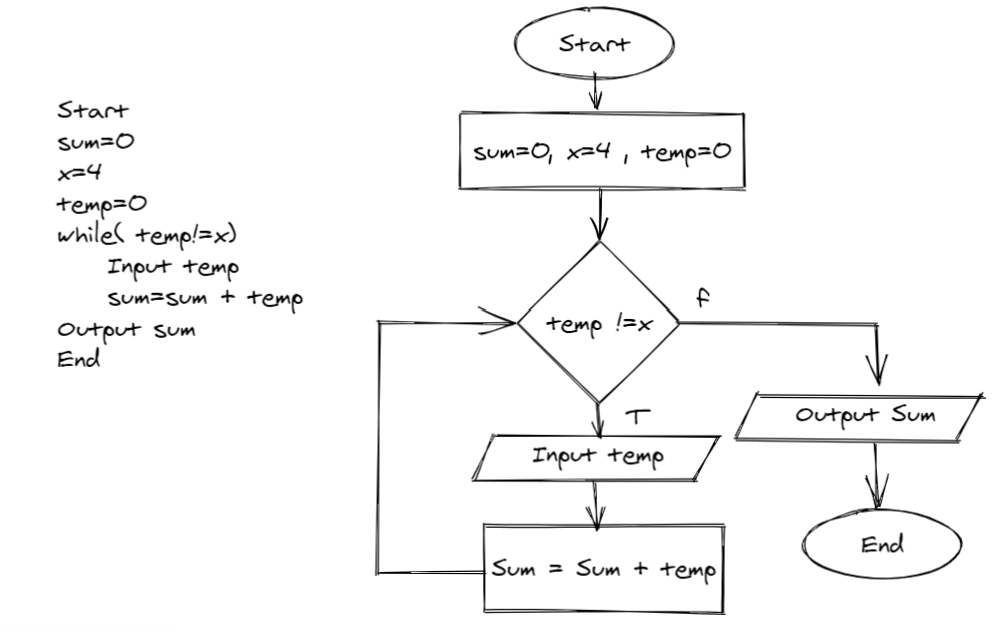 Start
sum=0
x=4
temp=0
while( temp!=x)
Input temp
sum=sum + temp
Output sum
End
Start
sum=0, x=4 , temp=0
temp !=x
f
T
Input temp
Sum = Sum + temp
Output Sum
End